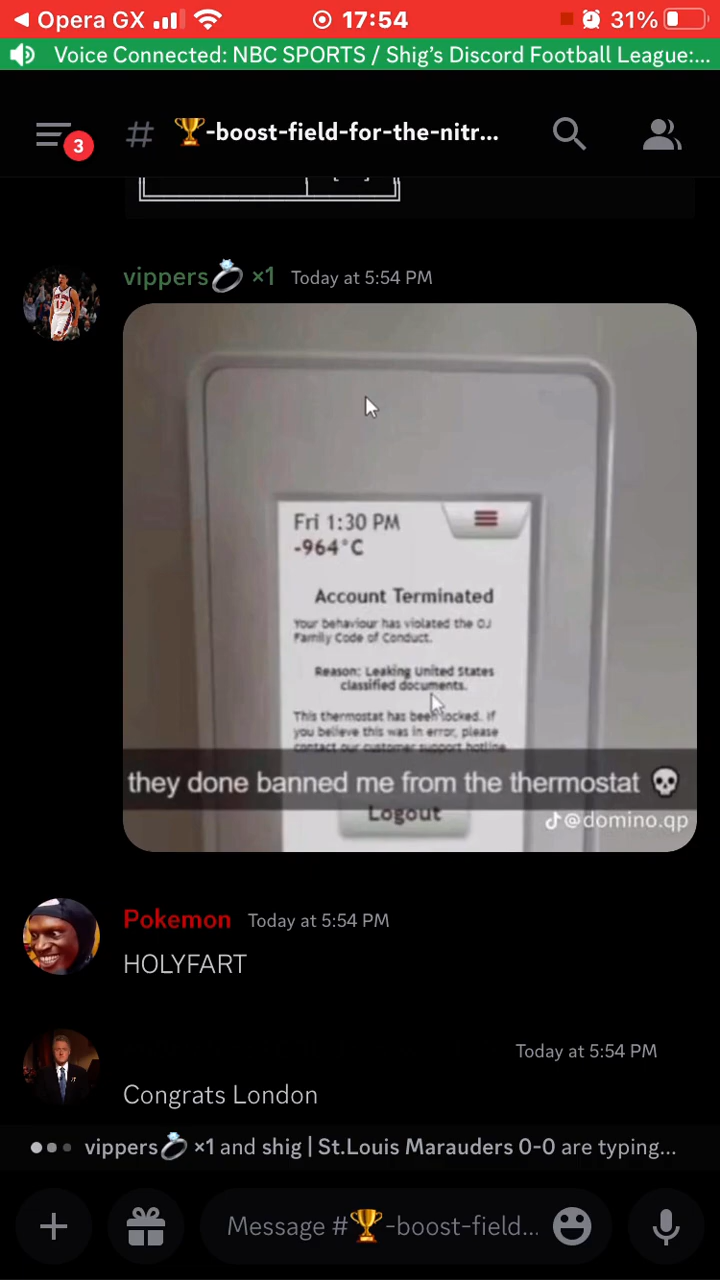 Opera GX
17:54
31%
Voice Connected: NBC SPORTS / Shig's Discord Football League:...
3
# 🏆-boost-field-for-the-nitr...
vippers💍 ×1 Today at 5:54 PM
Fri 1:30 PM
-964°C
Account Terminated
Your behaviour has violated the OJ
Family Code of Conduct.
Reason: Leaking United States
classified documents.
This thermostat has been locked. If
you believe this was in error, please
contact our customer support hotline
they done banned me from the thermostat 💀
Logout
@domino.qp
Pokemon Today at 5:54 PM
HOLYFART
Today at 5:54 PM
Congrats London
vippers💍 ×1 and shig | St.Louis Marauders 0-0 are typing...
Message #🏆-boost-field...